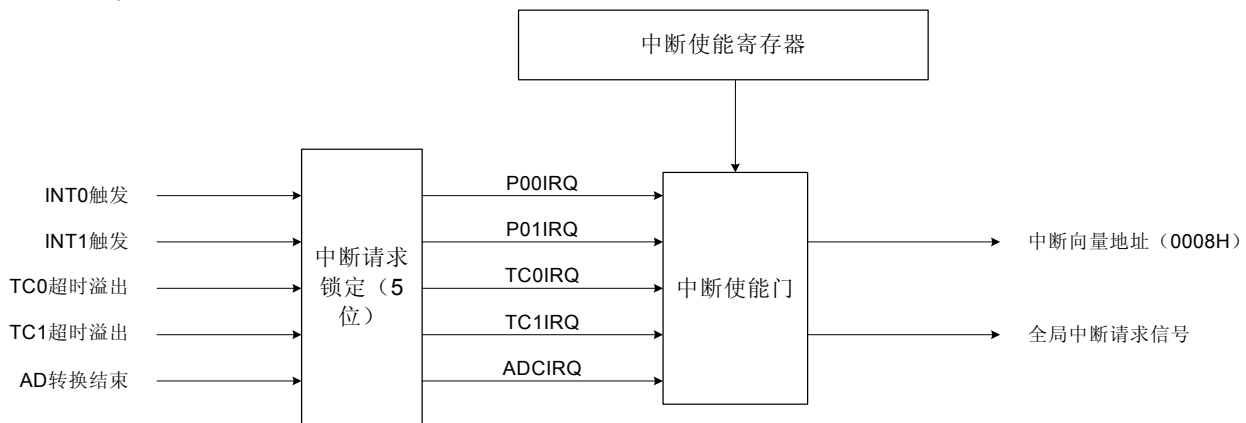 中断使能寄存器
INT0触发
INT1触发
TC0超时溢出
TC1超时溢出
AD转换结束
中断请求
锁定（5
位）
P00IRQ
P01IRQ
TC0IRQ
TC1IRQ
ADCIRQ
中断使能门
中断向量地址（0008H）
全局中断请求信号